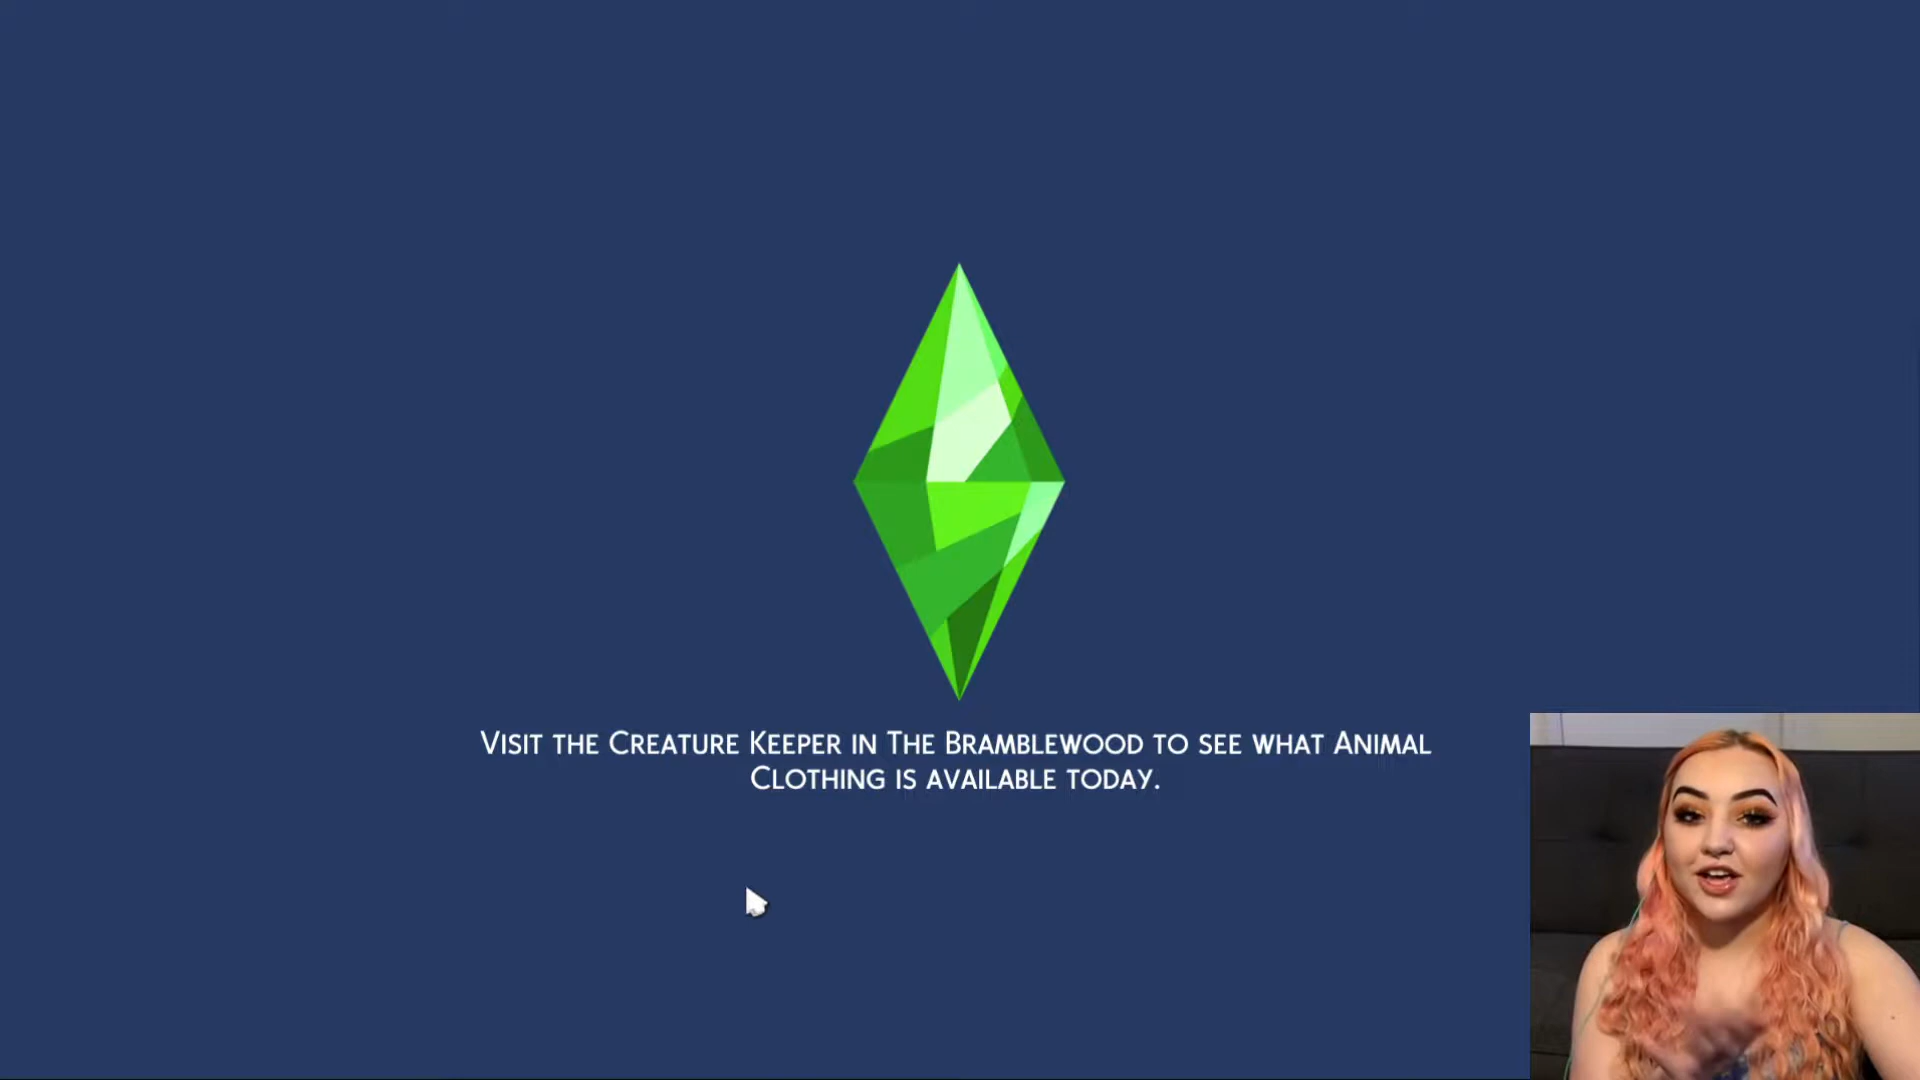 Visit the Creature Keeper in The Bramblewood to see what Animal
Clothing is available today.